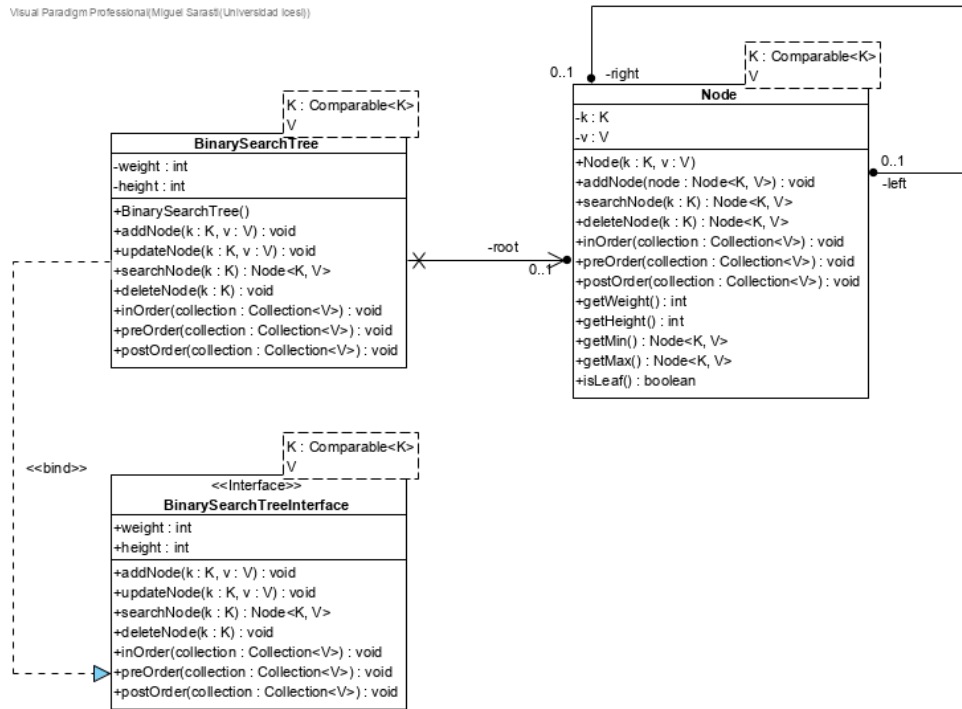 Visual Paradigm Professional(Miguel Sarasti(Universidad Icesi))
0..1
-right
K : Comparable<K>
V
Node
-k : K
-v : V
+Node(k : K, v : V)
+addNode(node : Node<K, V>) : void
+searchNode(k : K) : Node<K, V>
+deleteNode(k : K) : Node<K, V>
+inOrder(collection : Collection<V>) : void
+preOrder(collection : Collection<V>) : void
+postOrder(collection : Collection<V>) : void
+getWeight() : int
+getHeight() : int
+getMin() : Node<K, V>
+getMax() : Node<K, V>
+isLeaf() : boolean
0..1
-left
K : Comparable<K>
V
BinarySearchTree
-weight : int
-height : int
+BinarySearchTree()
+addNode(k : K, v : V) : void
+updateNode(k : K, v : V) : void
+searchNode(k : K) : Node<K, V>
+deleteNode(k : K) : void
+inOrder(collection : Collection<V>) : void
+preOrder(collection : Collection<V>) : void
+postOrder(collection : Collection<V>) : void
-root
0..1
<<bind>>
K : Comparable<K>
V
<<Interface>>
BinarySearchTreeInterface
+weight : int
+height : int
+addNode(k : K, v : V) : void
+updateNode(k : K, v : V) : void
+searchNode(k : K) : Node<K, V>
+deleteNode(k : K) : void
+inOrder(collection : Collection<V>) : void
+preOrder(collection : Collection<V>) : void
+postOrder(collection : Collection<V>) : void